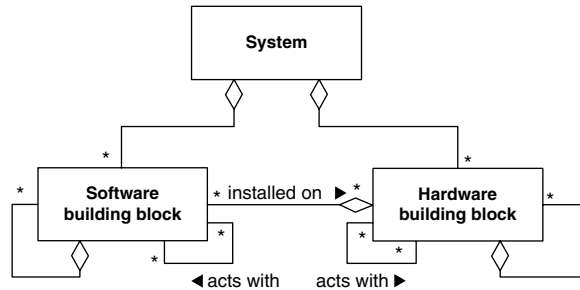 System
*
*
*
Software
building block
*
installed on ▶
*
Hardware
building block
*
*
*
*
*
◀ acts with
acts with ▶